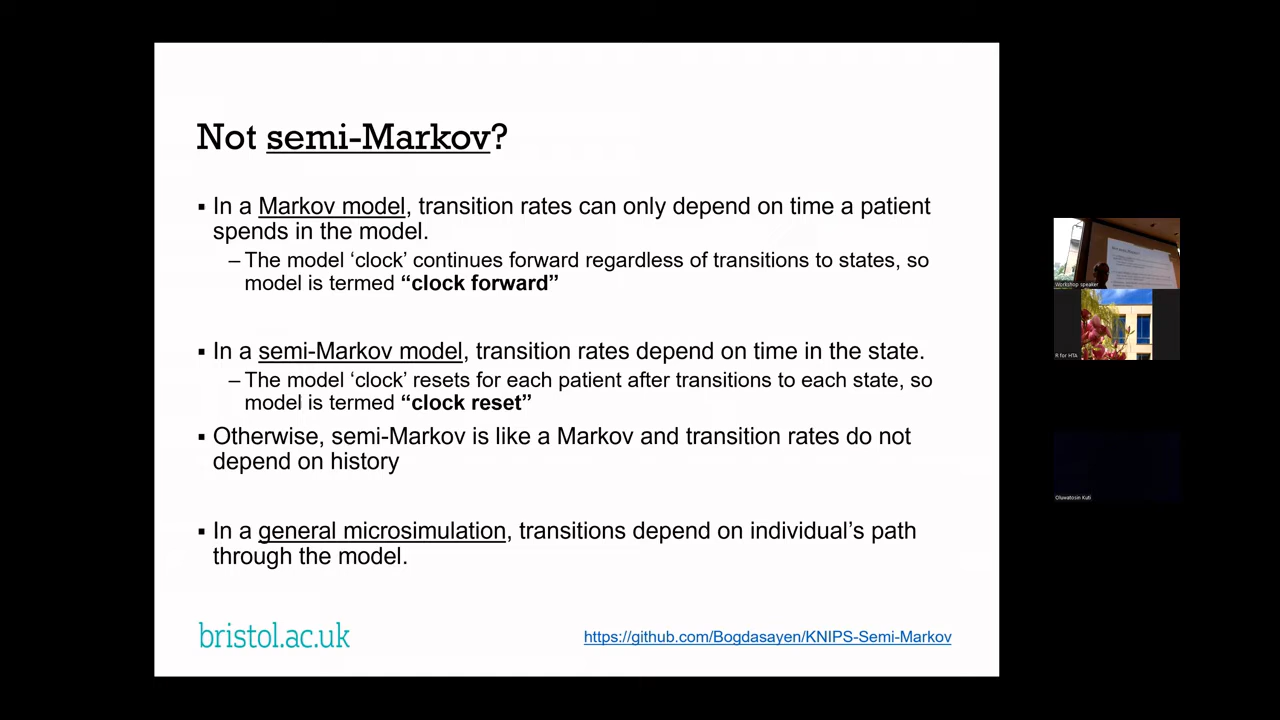 Not semi-Markov?
▪ In a Markov model, transition rates can only depend on time a patient
spends in the model.
– The model ‘clock’ continues forward regardless of transitions to states, so
model is termed “clock forward”
▪ In a semi-Markov model, transition rates depend on time in the state.
– The model ‘clock’ resets for each patient after transitions to each state, so
model is termed “clock reset”
▪ Otherwise, semi-Markov is like a Markov and transition rates do not
depend on history
▪ In a general microsimulation, transitions depend on individual’s path
through the model.
bristol.ac.uk
https://github.com/Bogdasayen/KNIPS-Semi-Markov
Workshop speaker
R for HTA
Oluwatosin Kuti